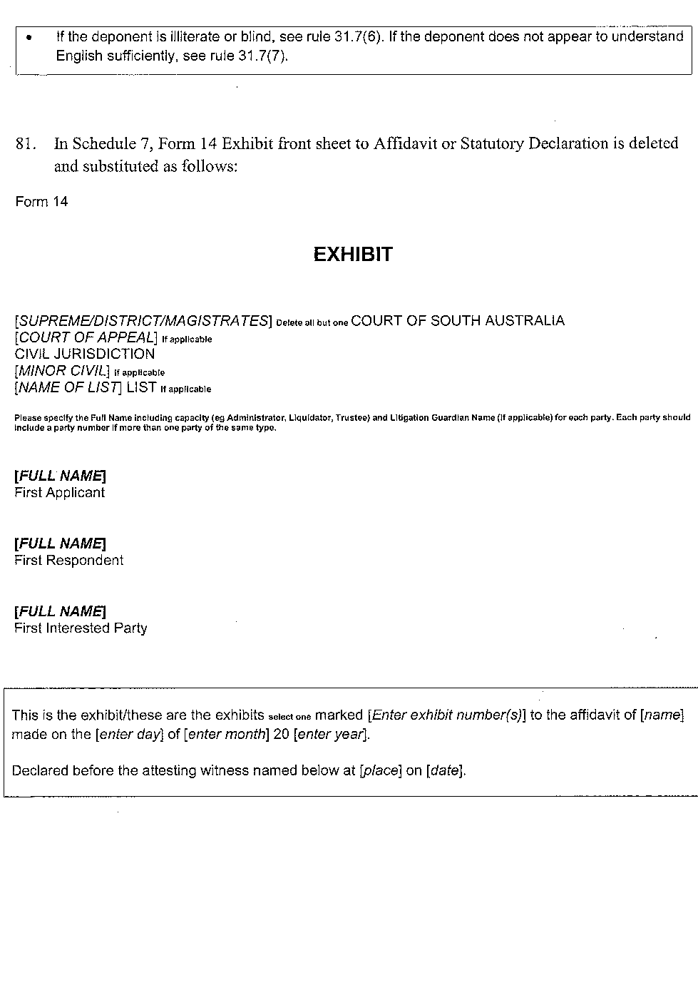 • If the deponent is illiterate or blind, see rule 31.7(6). If the deponent does not appear to understand
English sufficiently, see rule 31.7(7).
81. In Schedule 7, Form 14 Exhibit front sheet to Affidavit or Statutory Declaration is deleted
and substituted as follows:
Form 14
EXHIBIT
[SUPREME/DISTRICT/MAGISTRATES] Delete all but one COURT OF SOUTH AUSTRALIA
[COURT OF APPEAL] If applicable
CIVIL JURISDICTION
[MINOR CIVIL] If applicable
[NAME OF LIST] LIST If applicable
Please specify the Full Name including capacity (eg Administrator, Liquidator, Trustee) and Litigation Guardian Name (if applicable) for each party. Each party should
include a party number if more than one party of the same type.
[FULL NAME]
First Applicant
[FULL NAME]
First Respondent
[FULL NAME]
First Interested Party
This is the exhibit/these are the exhibits select one marked [Enter exhibit number(s)] to the affidavit of [name]
made on the [enter day] of [enter month] 20 [enter year].
Declared before the attesting witness named below at [place] on [date].